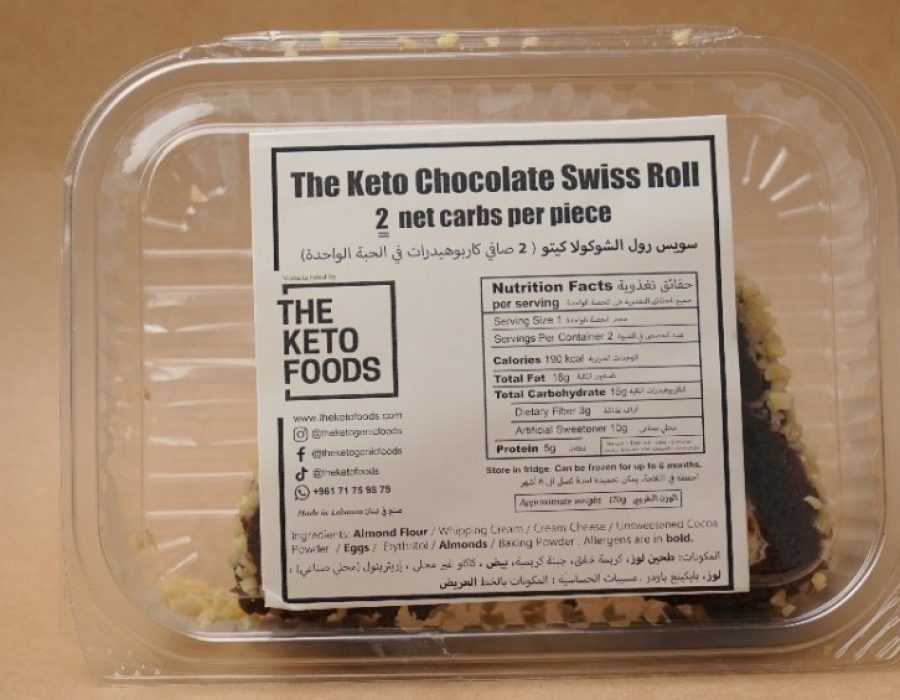 The Keto Chocolate Swiss Roll
2 net carbs per piece
سويس رول الشوكولا كيتو ( 2 صافي كاربوهيدرات في الحبة الواحدة)
Manufactured by
THE
KETO
FOODS
www.theketofoods.com
@theketogenicfoods
@theketogenicfoods
@theketofoods
+961 71 75 98 79
Made in Lebanon صنع في لبنان
Nutrition Facts حقائق تغذوية
per serving
Serving Size 1
Servings Per Container 2
Calories 190 kcal
Total Fat 18g
Total Carbohydrate 15g
Dietary Fiber 3g
Artificial Sweetener 10g محلي صناعي
Protein 5g
Store in fridge. Can be frozen for up to 6 months.
Approximate weight 170g الوزن التقريبي
Ingredients: Almond Flour / Whipping Cream / Cream Cheese / Unsweetened Cocoa
Powder / Eggs / Erythritol / Almonds / Baking Powder . Allergens are in bold.
المكونات: طحين لوز، كريمة خفق، جبنة كريمسه، بيض ، كاكاو غير محلى ، إريثريتول (محلي صناعي) ،
لوز، بايكينغ باودر . مسببات الحساسية : المكونات بالخط العريض